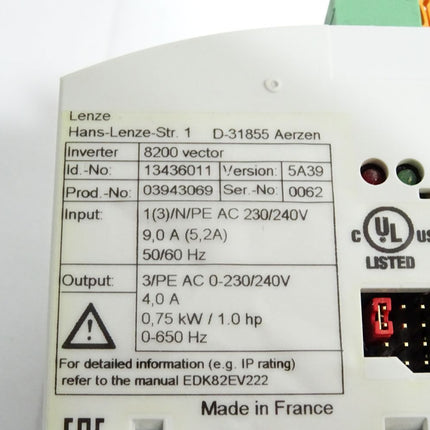 Lenze
Hans-Lenze-Str. 1 D-31855 Aerzen
Inverter 8200 vector
Id.-No: 13436011 Version: 5A39
Prod.-No: 03943069 Ser.-No: 0062
Input: 1(3)/N/PE AC 230/240V
9,0 A (5,2A)
50/60 Hz
Output: 3/PE AC 0-230/240V
4,0 A
0,75 kW / 1.0 hp
0-650 Hz
For detailed information (e.g. IP rating)
refer to the manual EDK82EV222
Made in France
C UL US
LISTED